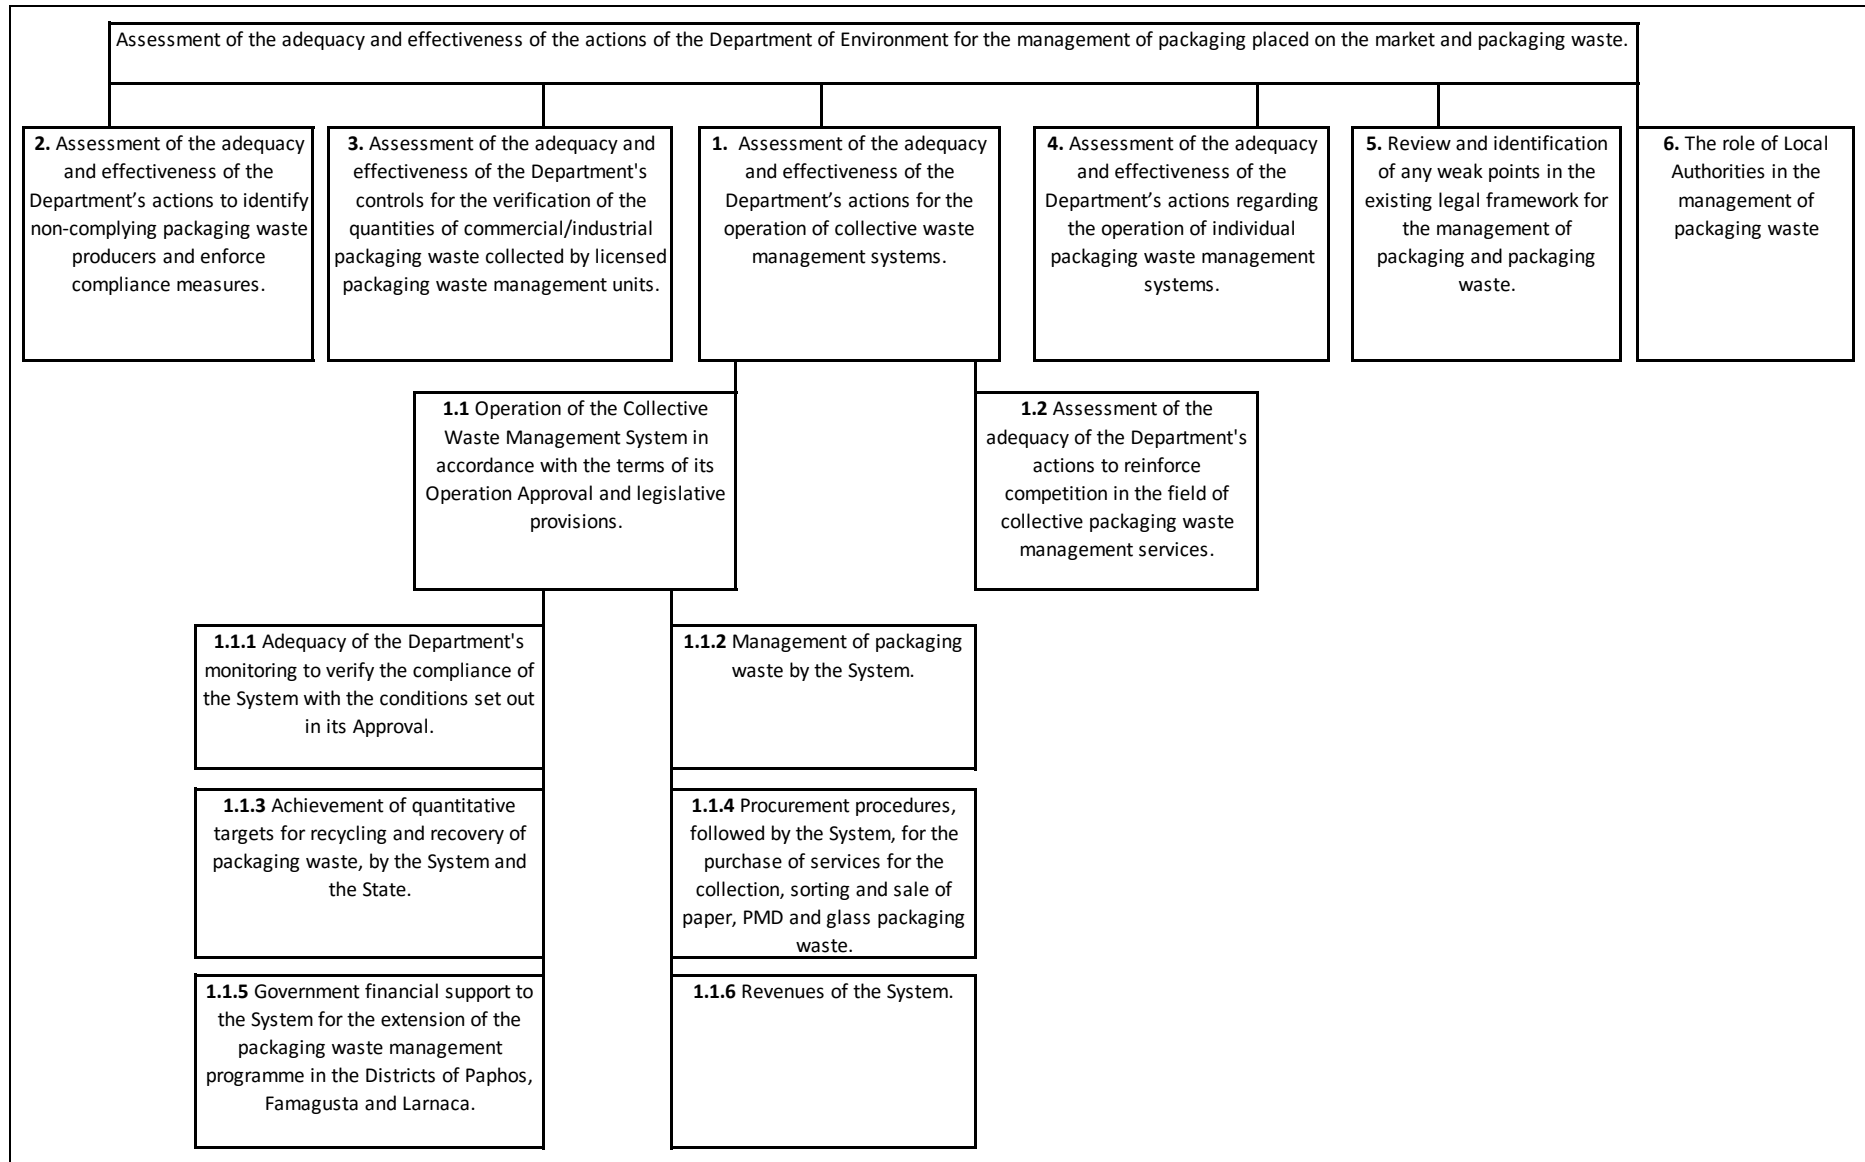 Assessment of the adequacy and effectiveness of the actions of the Department of Environment for the management of packaging placed on the market and packaging waste.
2. Assessment of the adequacy
and effectiveness of the
Department’s actions to identify
non-complying packaging waste
producers and enforce
compliance measures.
3. Assessment of the adequacy and
effectiveness of the Department's
controls for the verification of the
quantities of commercial/industrial
packaging waste collected by licensed
packaging waste management units.
1. Assessment of the adequacy
and effectiveness of the
Department’s actions for the
operation of collective waste
management systems.
4. Assessment of the adequacy
and effectiveness of the
Department’s actions regarding
the operation of individual
packaging waste management
systems.
5. Review and identification
of any weak points in the
existing legal framework for
the management of
packaging and packaging
waste.
6. The role of Local
Authorities in the
management of
packaging waste
1.1 Operation of the Collective
Waste Management System in
accordance with the terms of its
Operation Approval and legislative
provisions.
1.2 Assessment of the
adequacy of the Department's
actions to reinforce
competition in the field of
collective packaging waste
management services.
1.1.1 Adequacy of the Department's
monitoring to verify the compliance of
the System with the conditions set out
in its Approval.
1.1.2 Management of packaging
waste by the System.
1.1.3 Achievement of quantitative
targets for recycling and recovery of
packaging waste, by the System and
the State.
1.1.4 Procurement procedures,
followed by the System, for the
purchase of services for the
collection, sorting and sale of
paper, PMD and glass packaging
waste.
1.1.5 Government financial support to
the System for the extension of the
packaging waste management
programme in the Districts of Paphos,
Famagusta and Larnaca.
1.1.6 Revenues of the System.